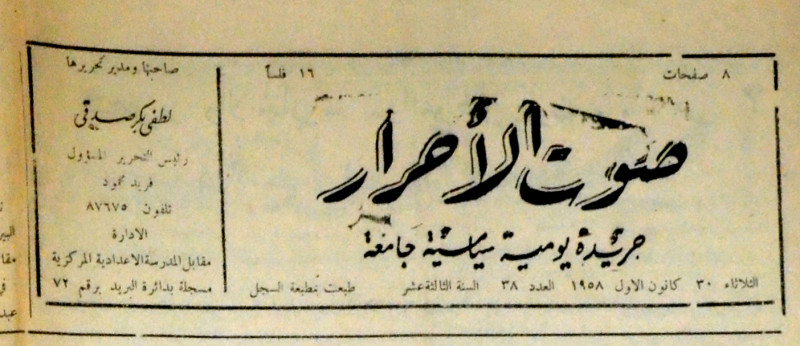 ٨ صفحات
١٦ فلساً
صوت الأحرار
جريدة يومية سياسية جامعة
الثلاثاء ٣٠ كانون الاول ١٩٥٨ العدد ٣٨ السنة الثالثة عشر طبعت بمطبعة السجل
صاحبها ومدير تحريرها
لطفي بكر صدقي
رئيس التحرير المسؤول
فريد محمود
تلفون ٨٧٦٧٥
الادارة
مقابل المدرسة الاعدادية المركزية
مسجلة بدائرة البريد برقم ٧٢